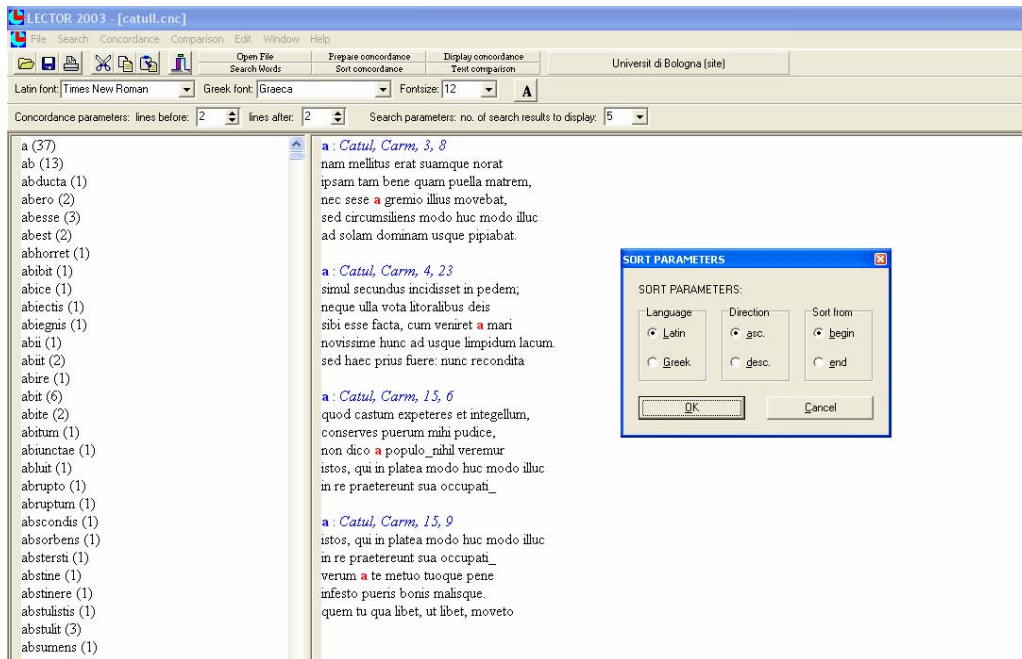 LECTOR 2003 - [catull.cnc]
File Search Concordance Comparison Edit Window Help
Open File Prepare concordance Display concordance
Search Words Sort concordance Text comparison
Universit di Bologna (site)
Latin font: Times New Roman Greek font: Graeca Fontsize: 12 A
Concordance parameters: lines before: 2 lines after: 2 Search parameters: no. of search results to display: 5
a (37)
ab (13)
abducta (1)
abero (2)
abesse (3)
abest (2)
abhorret (1)
abibit (1)
abice (1)
abiectis (1)
abiegnis (1)
abii (1)
abiit (2)
abire (1)
abit (6)
abite (2)
abitum (1)
abiunctae (1)
abluit (1)
abrupto (1)
abruptum (1)
abscondis (1)
absorbens (1)
abstersti (1)
abstine (1)
abstinere (1)
abstulistis (1)
abstulit (3)
absumens (1)
a : Catul, Carm, 3, 8
nam mellitus erat suamque norat
ipsam tam bene quam puella matrem,
nec sese a gremio illius movebat,
sed circumsiliens modo huc modo illuc
ad solam dominam usque pipiabat.
a : Catul, Carm, 4, 23
simul secundus incidisset in pedem;
neque ulla vota litoralibus deis
sibi esse facta, cum veniret a mari
novissime hunc ad usque limpidum lacum.
sed haec prius fuere: nunc recondita
a : Catul, Carm, 15, 6
quod castum expeteres et integellum,
conserves puerum mihi pudice,
non dico a populo_nihil veremur
istos, qui in platea modo huc modo illuc
in re praetereunt sua occupati_
a : Catul, Carm, 15, 9
istos, qui in platea modo huc modo illuc
in re praetereunt sua occupati_
verum a te metuo tuoque pene
infesto pueris bonis malisque.
quem tu qua libet, ut libet, moveto
SORT PARAMETERS
SORT PARAMETERS:
Language Direction Sort from
Latin asc. begin
Greek desc. end
OK Cancel